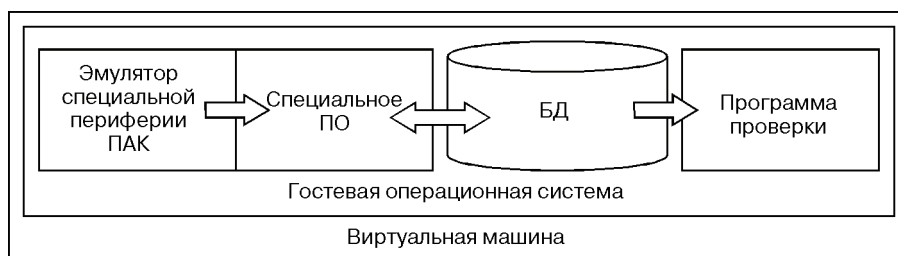 Эмулятор
специальной
периферии
ПАК
Специальное
ПО
БД
Программа
проверки
Гостевая операционная система
Виртуальная машина